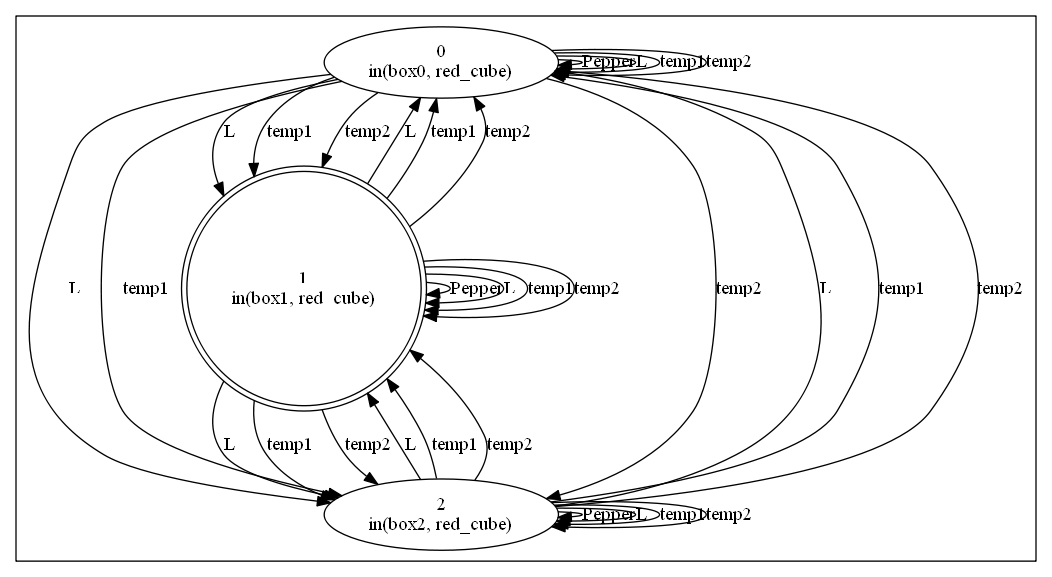 0
in(box0, red_cube)
Pepper L temp1 temp2
L temp1 temp2 L temp1 temp2
1
in(box1, red_cube)
Pepper L temp1 temp2
L temp1 temp2 L temp1 temp2
L temp1 temp2 L temp1 temp2
2
in(box2, red_cube)
Pepper L temp1 temp2